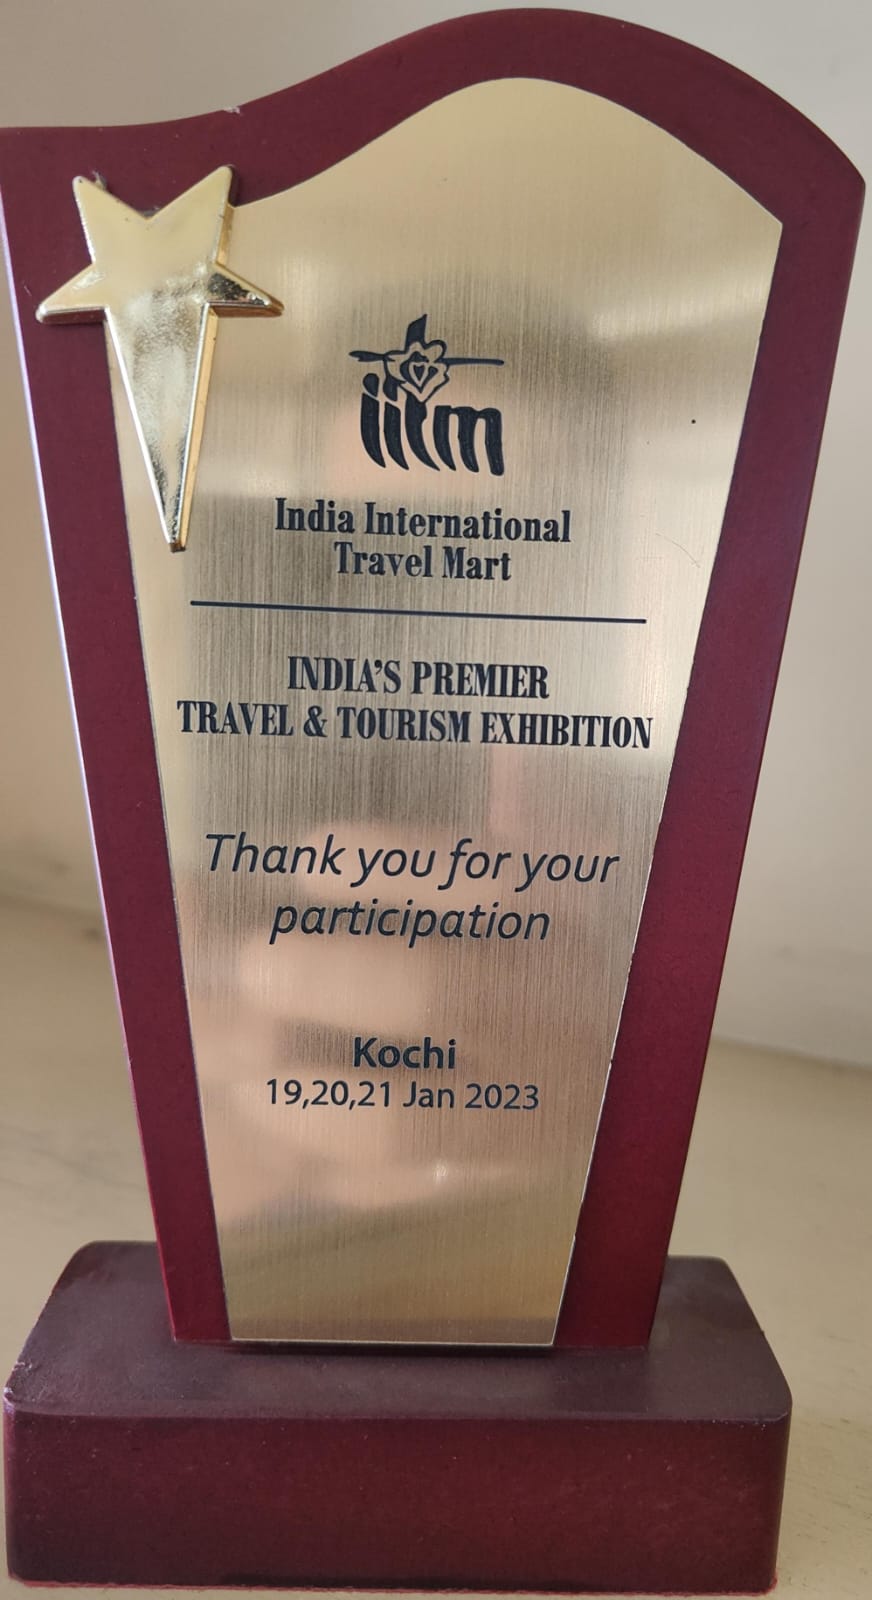 iitm
India International
Travel Mart
INDIA'S PREMIER
TRAVEL & TOURISM EXHIBITION
Thank you for your
participation
Kochi
19,20,21 Jan 2023